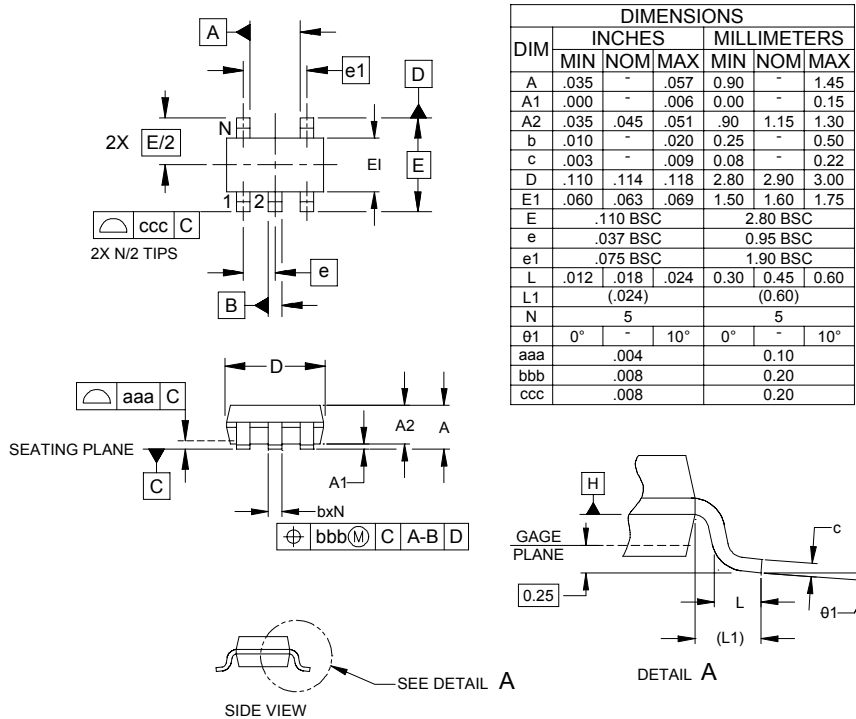 A
e1
D
N
2X E/2
EI
E
1 2
ccc C
2X N/2 TIPS
e
B
D
aaa C
A2 A
SEATING PLANE
C
A1
bxN
⌖ bbbⓂ C A-B D
SEE DETAIL A
SIDE VIEW
DIMENSIONS
DIM INCHES MILLIMETERS
MIN NOM MAX MIN NOM MAX
A .035 - .057 0.90 - 1.45
A1 .000 - .006 0.00 - 0.15
A2 .035 .045 .051 .90 1.15 1.30
b .010 - .020 0.25 - 0.50
c .003 - .009 0.08 - 0.22
D .110 .114 .118 2.80 2.90 3.00
E1 .060 .063 .069 1.50 1.60 1.75
E .110 BSC 2.80 BSC
e .037 BSC 0.95 BSC
e1 .075 BSC 1.90 BSC
L .012 .018 .024 0.30 0.45 0.60
L1 (.024) (0.60)
N 5 5
θ1 0° - 10° 0° - 10°
aaa .004 0.10
bbb .008 0.20
ccc .008 0.20
H
GAGE
PLANE
c
0.25
L
θ1
(L1)
DETAIL A